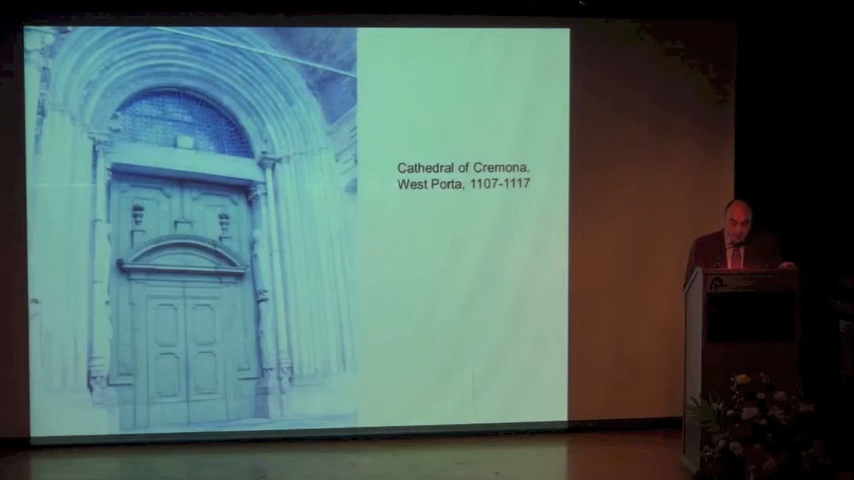 Cathedral of Cremona,
West Porta, 1107-1117